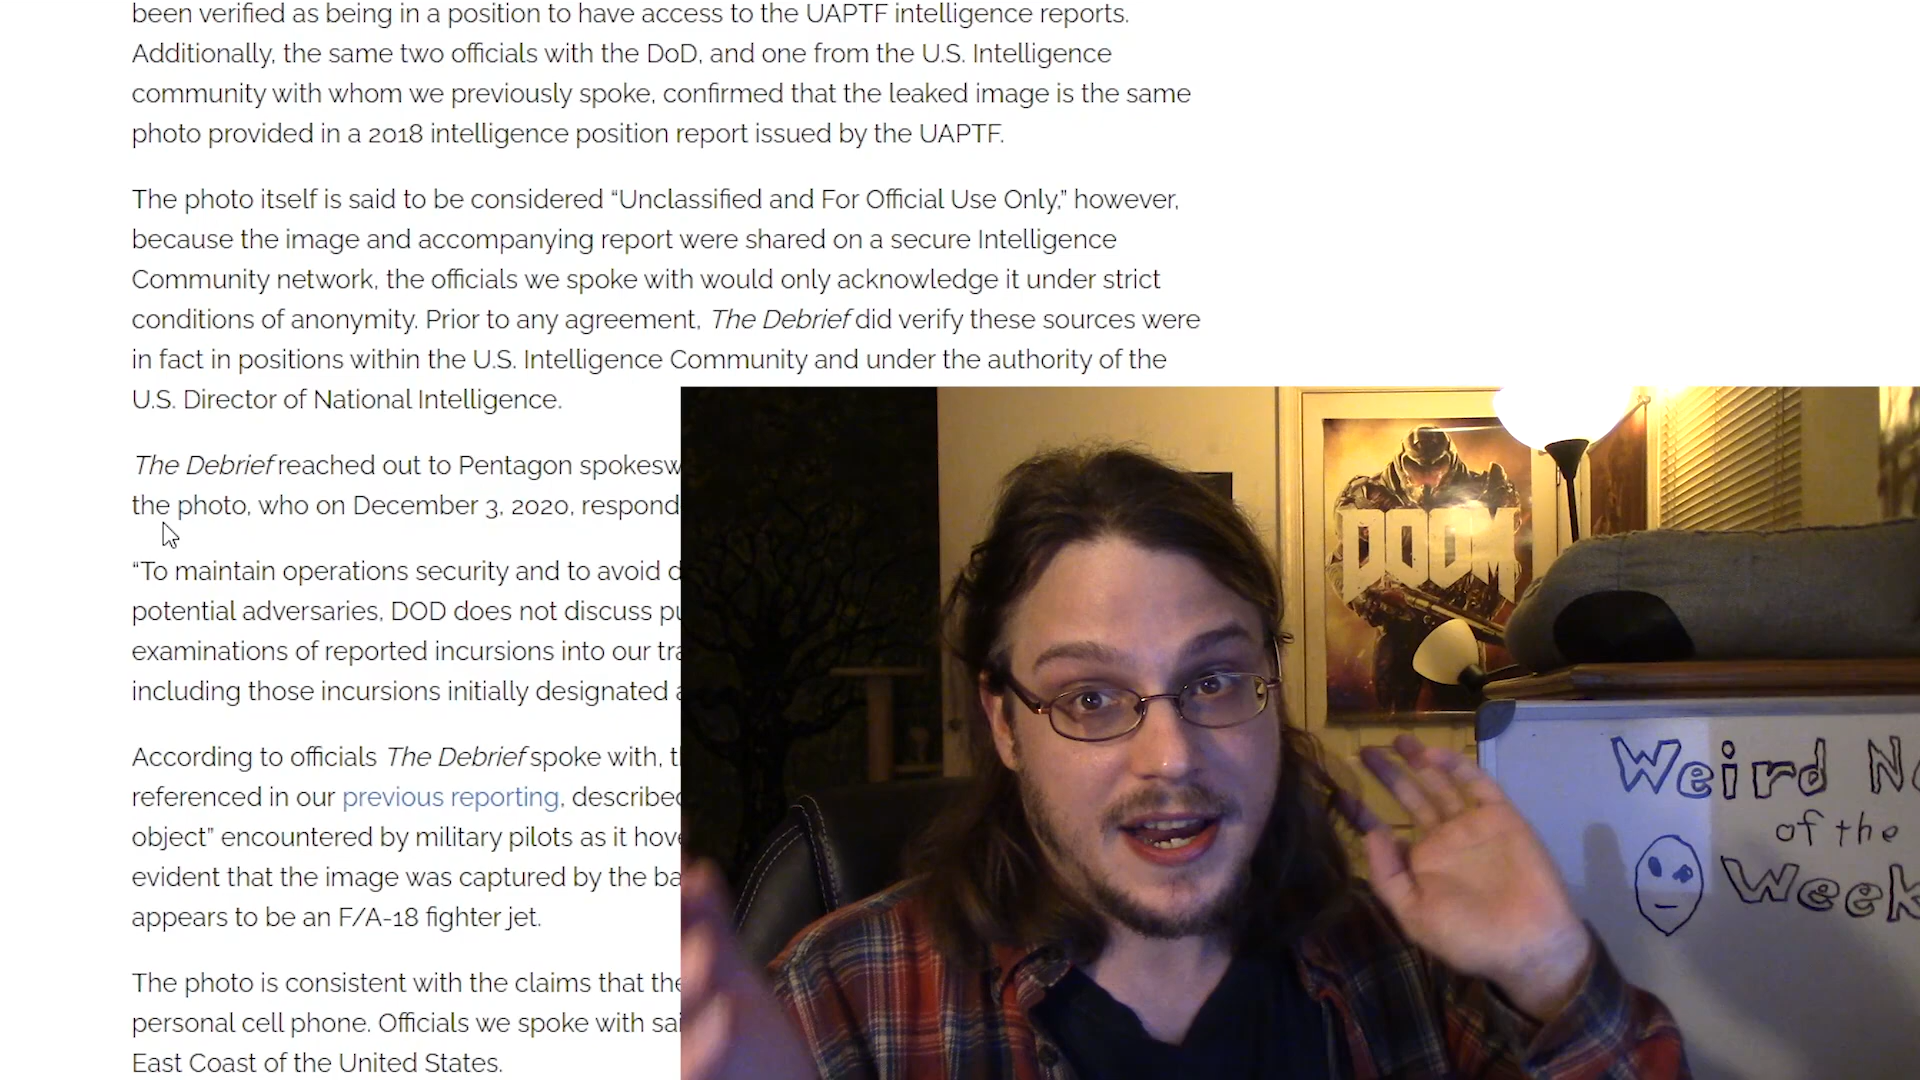 been verified as being in a position to have access to the UAPTF intelligence reports.
Additionally, the same two officials with the DoD, and one from the U.S. Intelligence
community with whom we previously spoke, confirmed that the leaked image is the same
photo provided in a 2018 intelligence position report issued by the UAPTF.
The photo itself is said to be considered “Unclassified and For Official Use Only,” however,
because the image and accompanying report were shared on a secure Intelligence
Community network, the officials we spoke with would only acknowledge it under strict
conditions of anonymity. Prior to any agreement, The Debrief did verify these sources were
in fact in positions within the U.S. Intelligence Community and under the authority of the
U.S. Director of National Intelligence.
The Debrief reached out to Pentagon
the photo, who on December 3, 2020,
“To maintain operations security and to avoid
potential adversaries, DOD does not discuss
examinations of reported incursions into our
including those incursions initially designated
According to officials The Debrief spoke with,
referenced in our previous reporting,
object” encountered by military pilots as it
evident that the image was captured by the
appears to be an F/A-18 fighter jet.
The photo is consistent with the claims that
personal cell phone. Officials we spoke with
East Coast of the United States.
DOOM
Weird
of the
Week